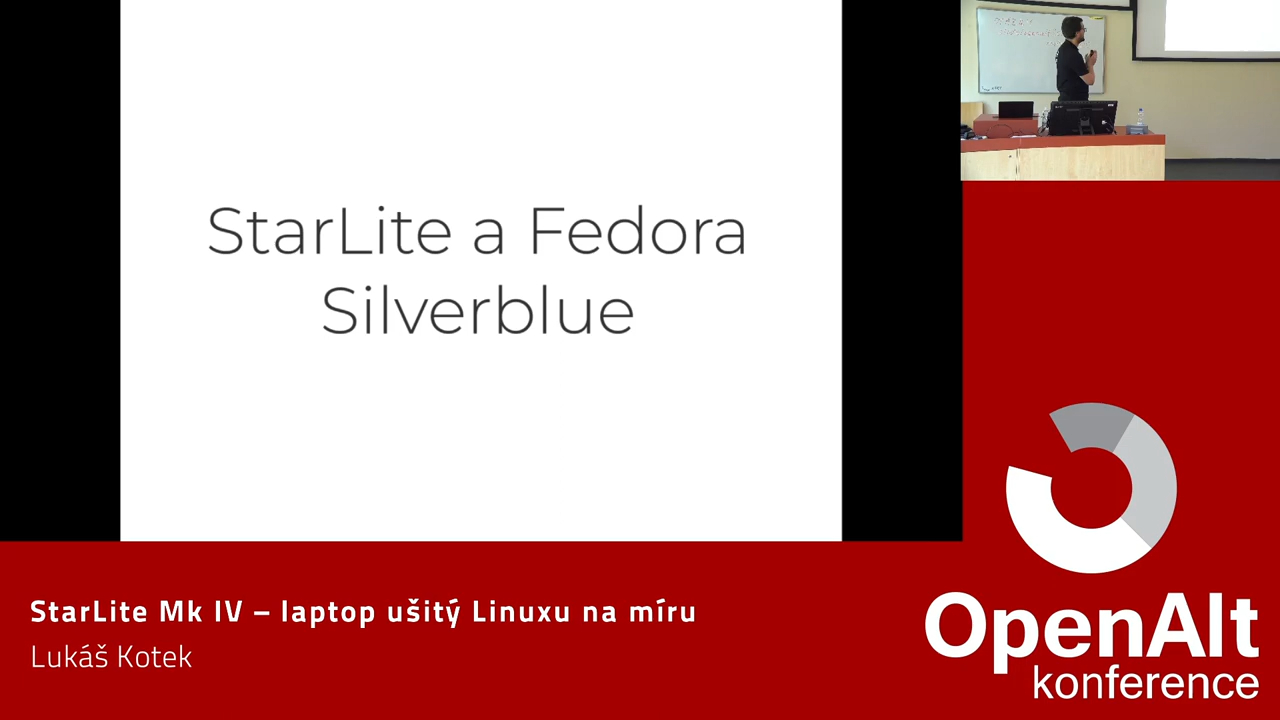 StarLite a Fedora
Silverblue
StarLite Mk IV – laptop ušitý Linuxu na míru
Lukáš Kotek
OpenAlt
konference